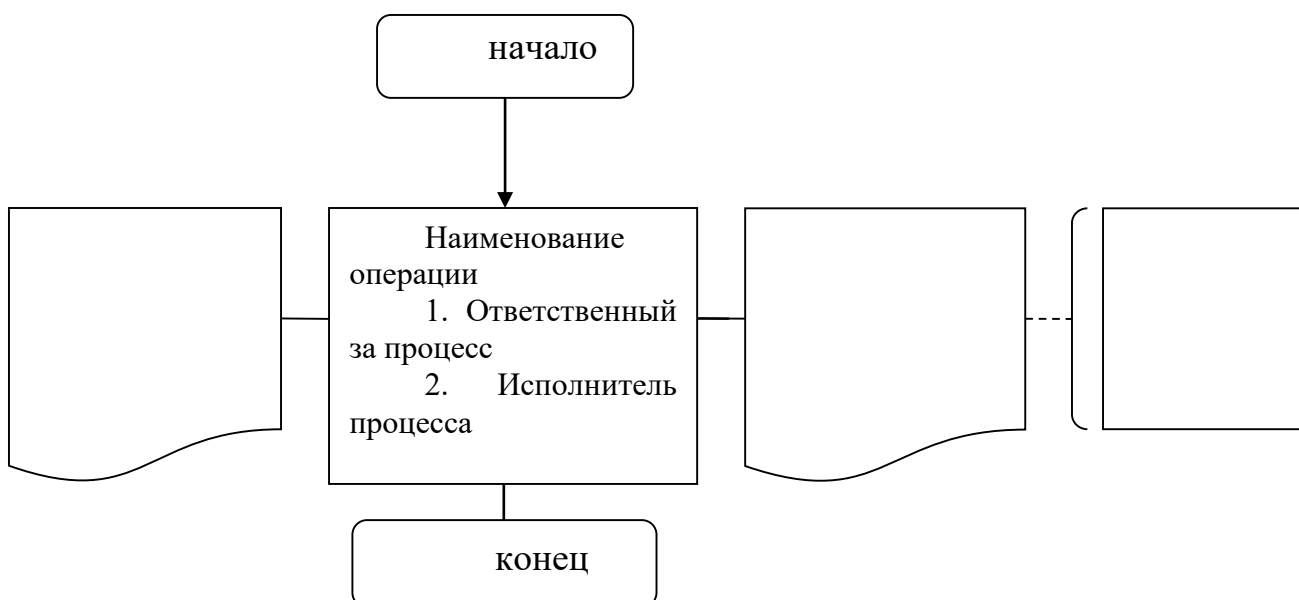 начало
Наименование
операции
1. Ответственный
за процесс
2. Исполнитель
процесса
конец